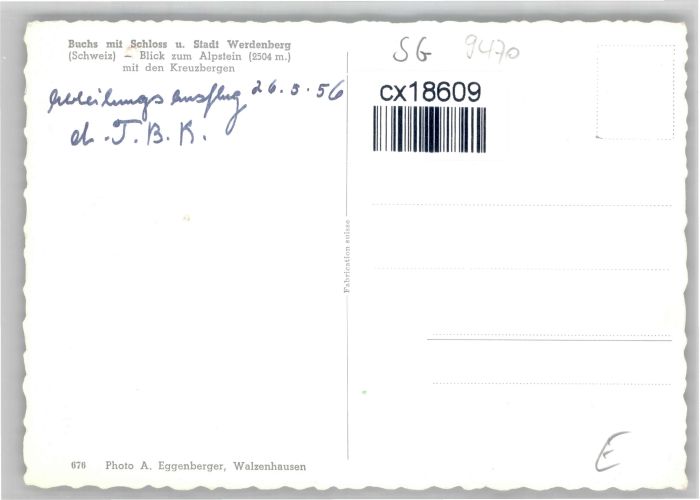 Buchs mit Schloss u. Stadt Werdenberg
(Schweiz) – Blick zum Alpstein (2504 m.)
mit den Kreuzbergen
Abteilungsausflug 26.5.56
d. T.B.K.
SG 9470
cx18609
Fabrication suisse
676 Photo A. Eggenberger, Walzenhausen
E